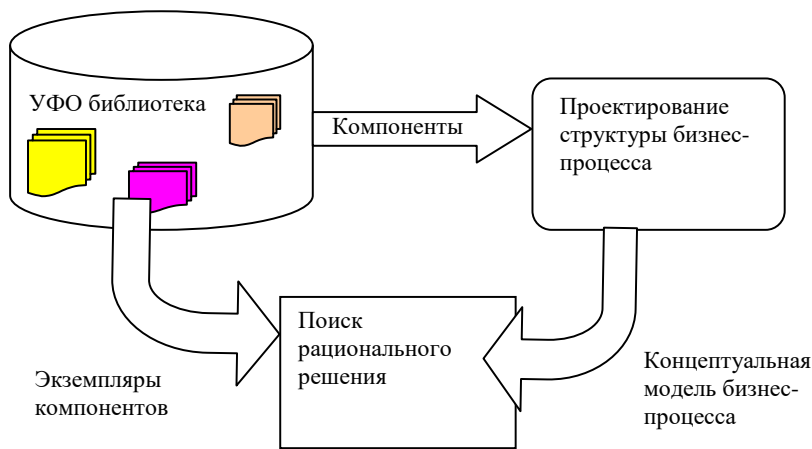 УФО библиотека
Компоненты
Проектирование
структуры бизнес-
процесса
Поиск
рационального
решения
Экземпляры
компонентов
Концептуальная
модель бизнес-
процесса